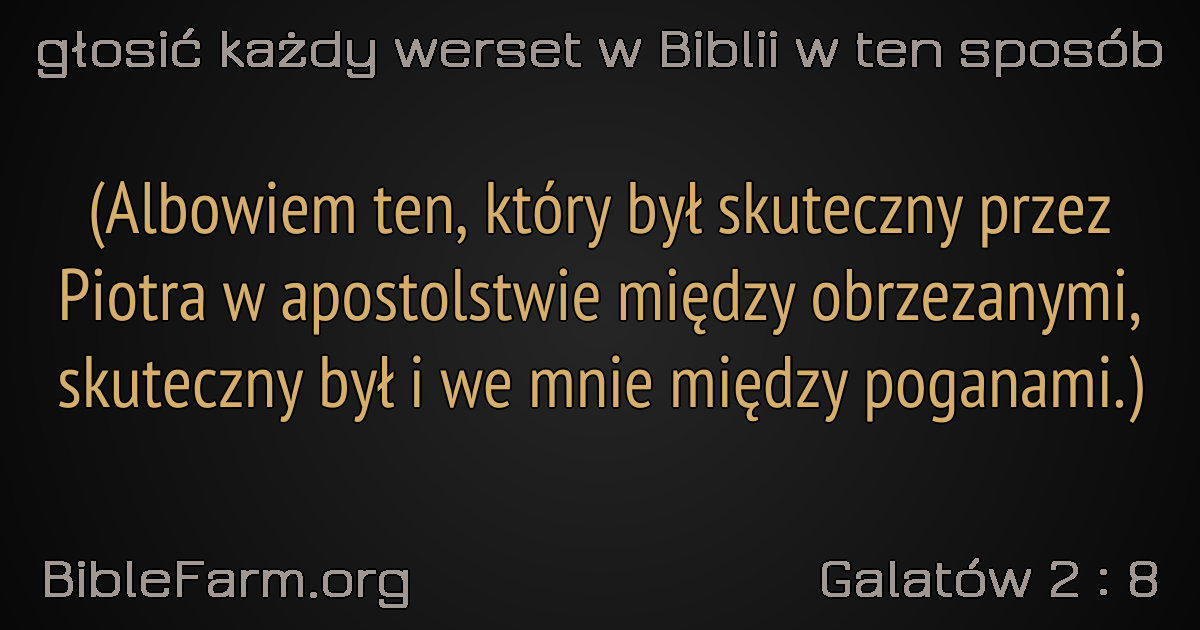 głosić każdy werset w Biblii w ten sposób
(Albowiem ten, który był skuteczny przez
Piotra w apostolstwie między obrzezanymi,
skuteczny był i we mnie między poganami.)
BibleFarm.org
Galatów 2 : 8